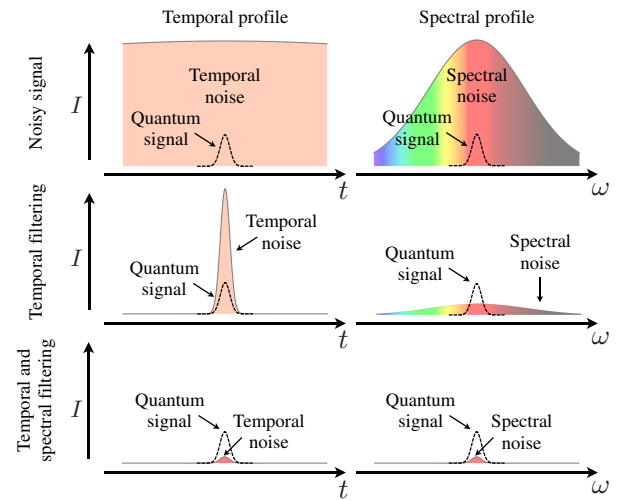 Temporal profile
Spectral profile
Noisy signal
I
Temporal
noise
Quantum
signal
t
Spectral
noise
Quantum
signal
ω
Temporal filtering
I
Temporal
noise
Quantum
signal
t
Spectral
noise
Quantum
signal
ω
Temporal and
spectral filtering
I
Quantum
signal
Temporal
noise
t
Quantum
signal
Spectral
noise
ω